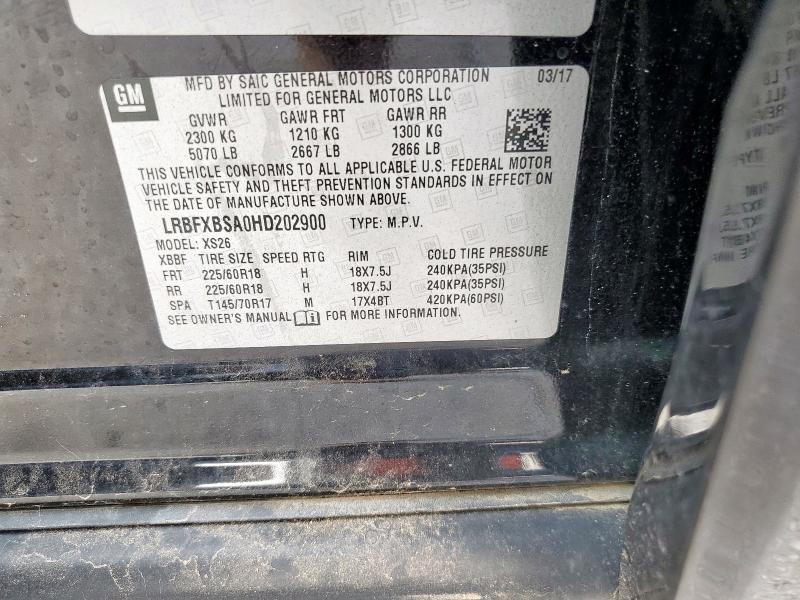 GM
MFD BY SAIC GENERAL MOTORS CORPORATION 03/17
LIMITED FOR GENERAL MOTORS LLC
GVWR GAWR FRT GAWR RR
2300 KG 1210 KG 1300 KG
5070 LB 2667 LB 2866 LB
THIS VEHICLE CONFORMS TO ALL APPLICABLE U.S. FEDERAL MOTOR
VEHICLE SAFETY AND THEFT PREVENTION STANDARDS IN EFFECT ON
THE DATE OF MANUFACTURE SHOWN ABOVE.
LRBFXBSA0HD202900 TYPE: M.P.V.
MODEL: XS26
XBBF TIRE SIZE SPEED RTG RIM COLD TIRE PRESSURE
FRT 225/60R18 H 18X7.5J 240KPA(35PSI)
RR 225/60R18 H 18X7.5J 240KPA(35PSI)
SPA T145/70R17 M 17X4BT 420KPA(60PSI)
SEE OWNER'S MANUAL i FOR MORE INFORMATION.